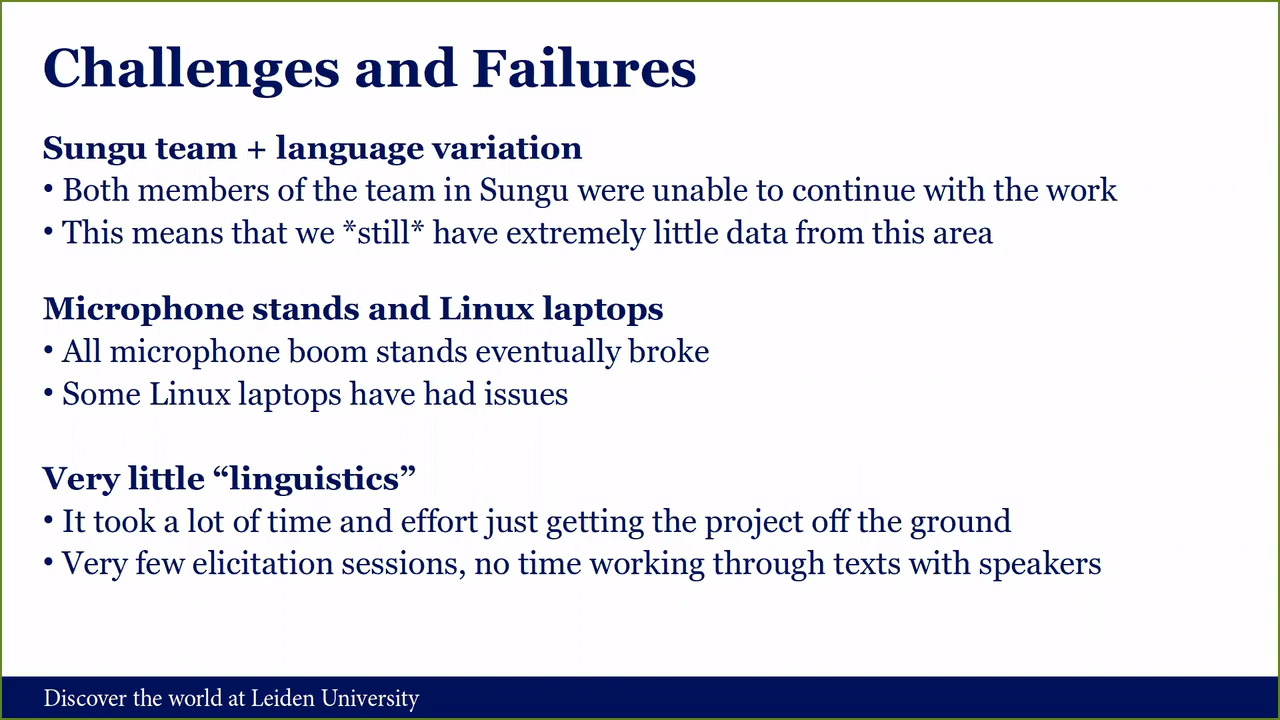 Challenges and Failures
Sungu team + language variation
• Both members of the team in Sungu were unable to continue with the work
• This means that we *still* have extremely little data from this area
Microphone stands and Linux laptops
• All microphone boom stands eventually broke
• Some Linux laptops have had issues
Very little “linguistics”
• It took a lot of time and effort just getting the project off the ground
• Very few elicitation sessions, no time working through texts with speakers
Discover the world at Leiden University